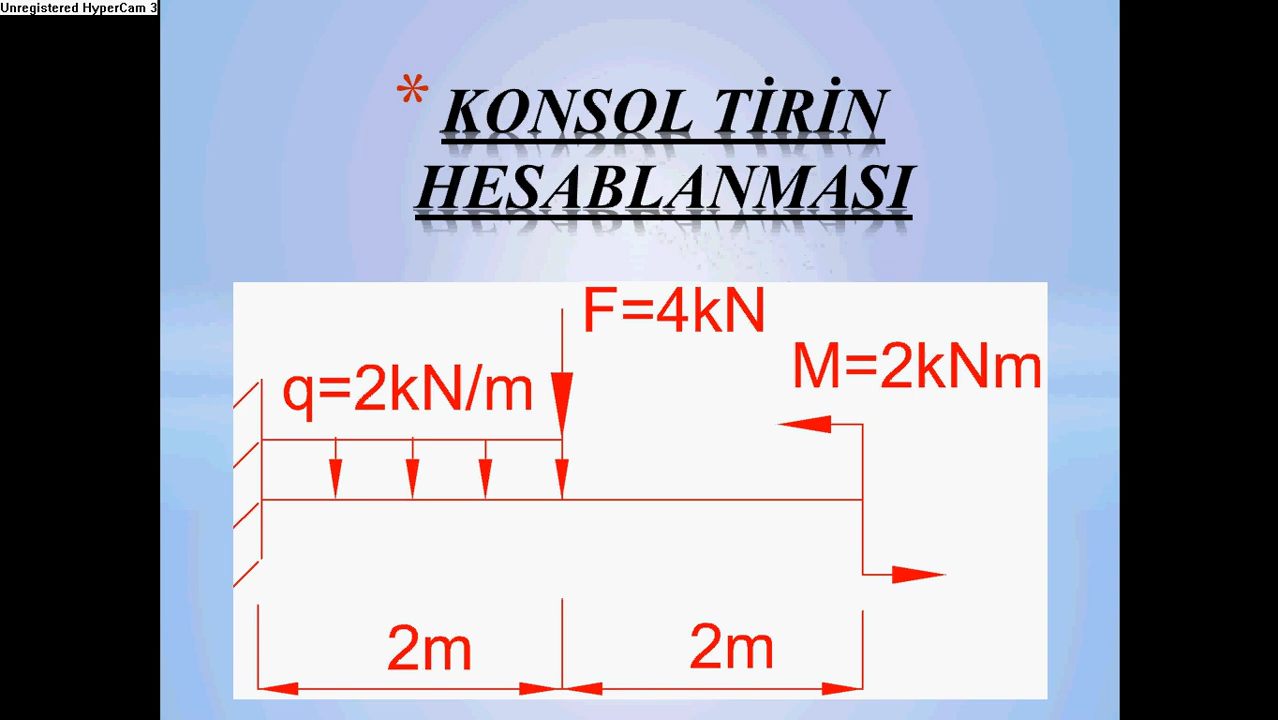 Unregistered HyperCam 3
* KONSOL TİRİN
HESABLANMASI
F=4kN
M=2kNm
q=2kN/m
2m
2m